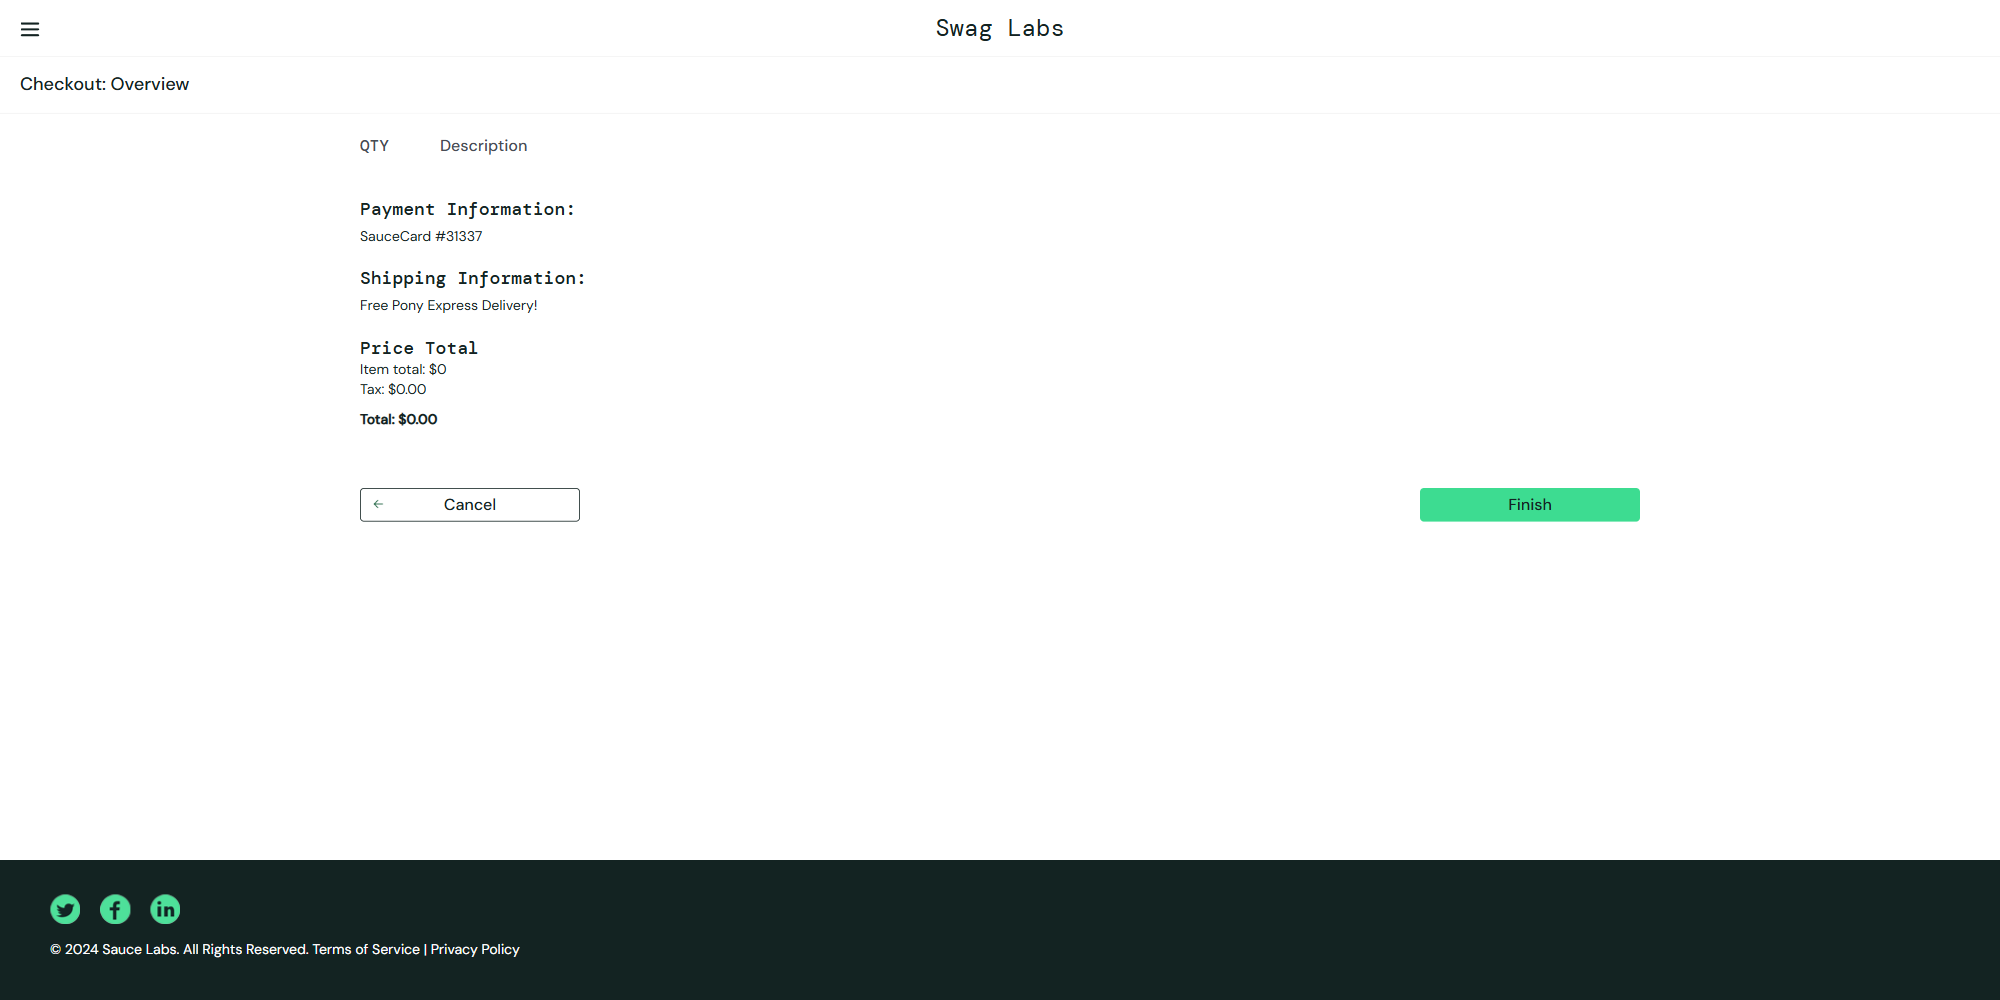 Swag Labs
Checkout: Overview
QTY Description
Payment Information:
SauceCard #31337
Shipping Information:
Free Pony Express Delivery!
Price Total
Item total: $0
Tax: $0.00
Total: $0.00
Cancel
Finish
© 2024 Sauce Labs. All Rights Reserved. Terms of Service | Privacy Policy